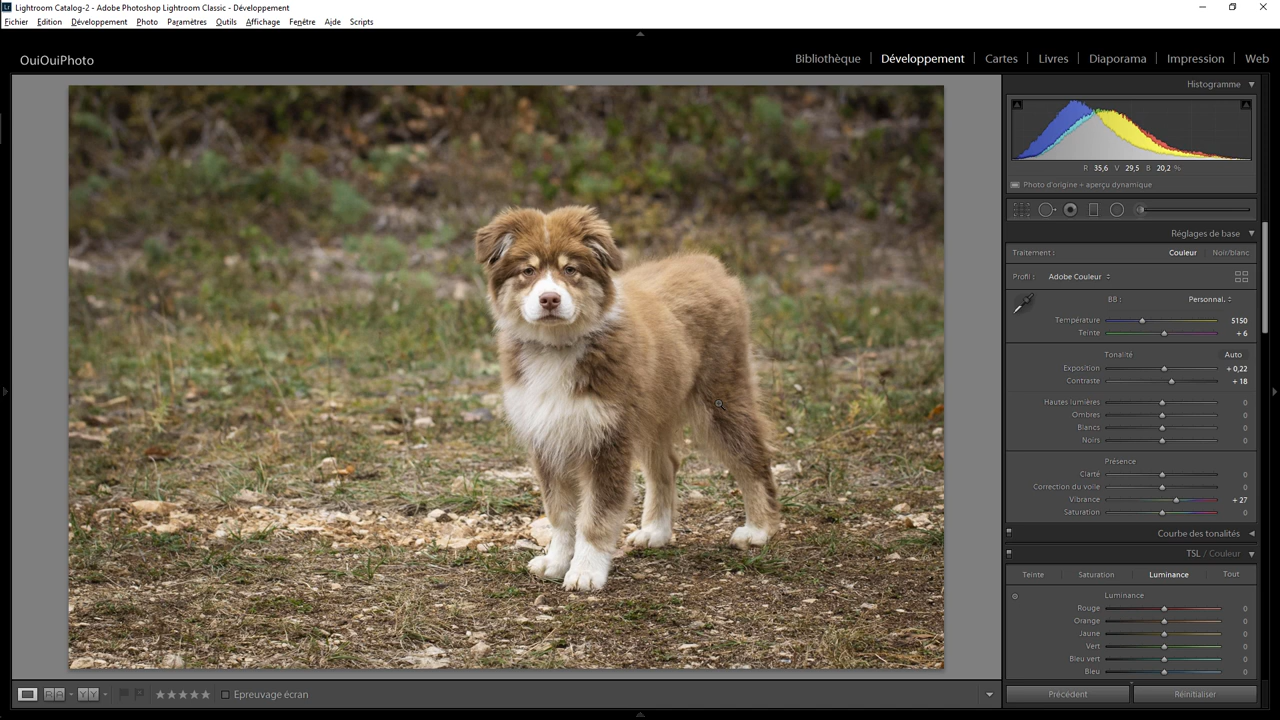 Lightroom Catalog-2 - Adobe Photoshop Lightroom Classic - Développement
Fichier Edition Développement Photo Paramètres Outils Affichage Fenêtre Aide Scripts
OuiOuiPhoto
Bibliothèque | Développement | Cartes | Livres | Diaporama | Impression | Web
Histogramme
R 35,6 V 29,5 B 20,2 %
Photo d'origine + aperçu dynamique
Réglages de base
Traitement : Couleur Noir/blanc
Profil : Adobe Couleur
BB : Personnal.
Température 5150
Teinte + 6
Tonalité Auto
Exposition + 0,22
Contraste + 18
Hautes lumières 0
Ombres 0
Blancs 0
Noirs 0
Présence
Clarté 0
Correction du voile 0
Vibrance + 27
Saturation 0
Courbe des tonalités
TSL / Couleur
Teinte Saturation Luminance Tout
Luminance
Rouge 0
Orange 0
Jaune 0
Vert 0
Bleu vert 0
Bleu 0
RA YY Epreuvage écran
Précédent Réinitialiser